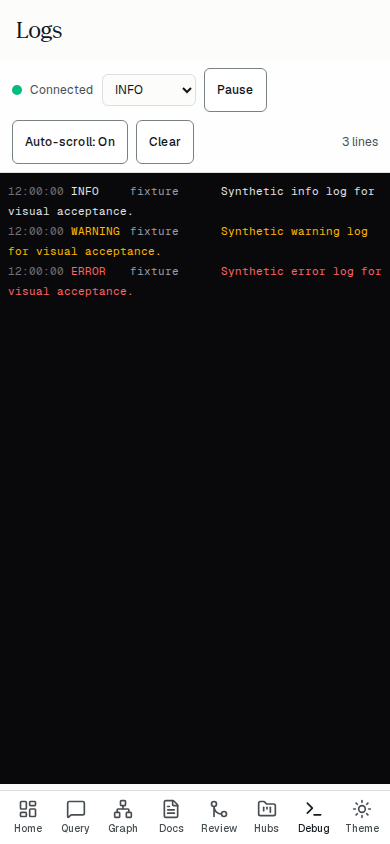 Logs
Connected INFO Pause
Auto-scroll: On Clear 3 lines
12:00:00 INFO fixture Synthetic info log for
visual acceptance.
12:00:00 WARNING fixture Synthetic warning log
for visual acceptance.
12:00:00 ERROR fixture Synthetic error log for
visual acceptance.
Home Query Graph Docs Review Hubs Debug Theme